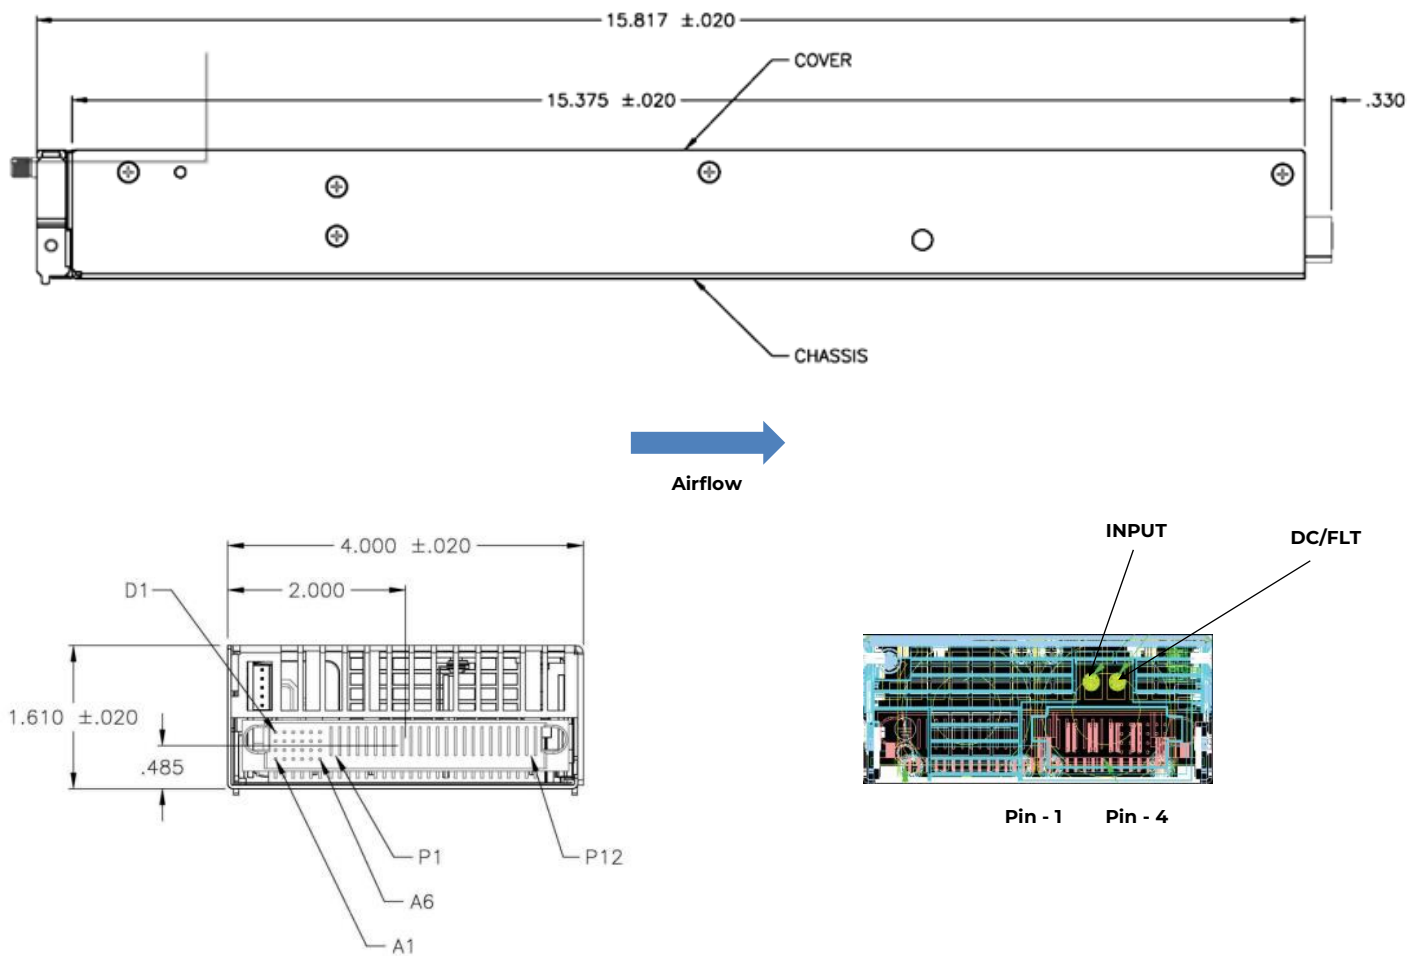 15.817 ±.020
COVER
15.375 ±.020
.330
CHASSIS
Airflow
INPUT
DC/FLT
4.000 ±.020
D1
2.000
1.610 ±.020
.485
Pin - 1 Pin - 4
P1
P12
A6
A1